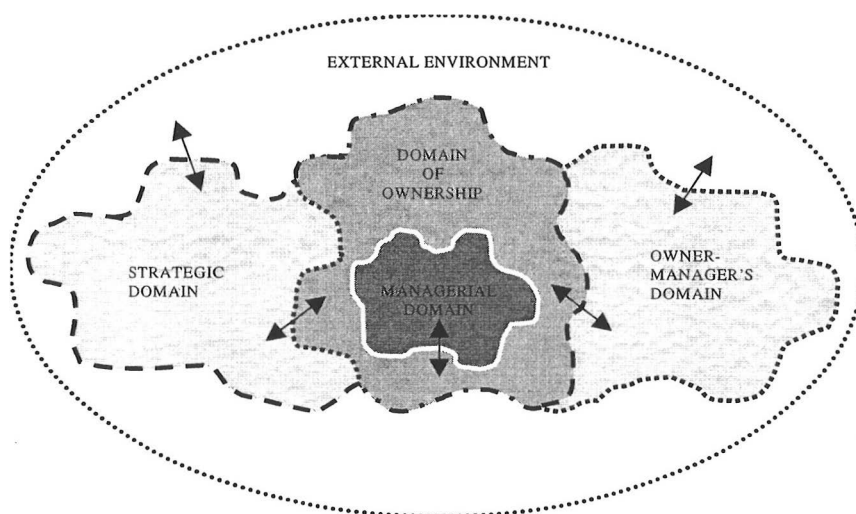 EXTERNAL ENVIRONMENT
DOMAIN
OF
OWNERSHIP
STRATEGIC
DOMAIN
MANAGERIAL
DOMAIN
OWNER-
MANAGER'S
DOMAIN